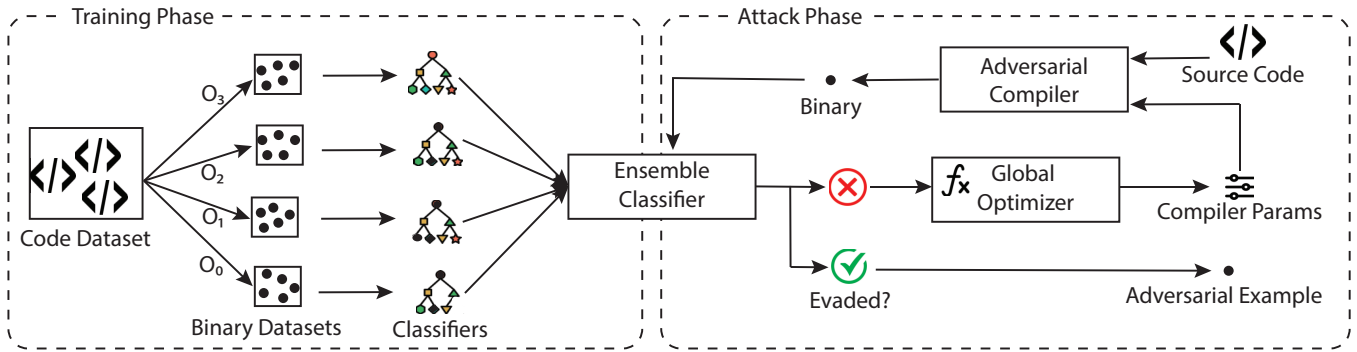 Training Phase
Attack Phase
O3
O2
O1
O0
</>
</>
</>
Code Dataset
Binary Datasets
Classifiers
Ensemble
Classifier
Binary
Adversarial
Compiler
</>
Source Code
fx
Global
Optimizer
Compiler Params
Evaded?
Adversarial Example